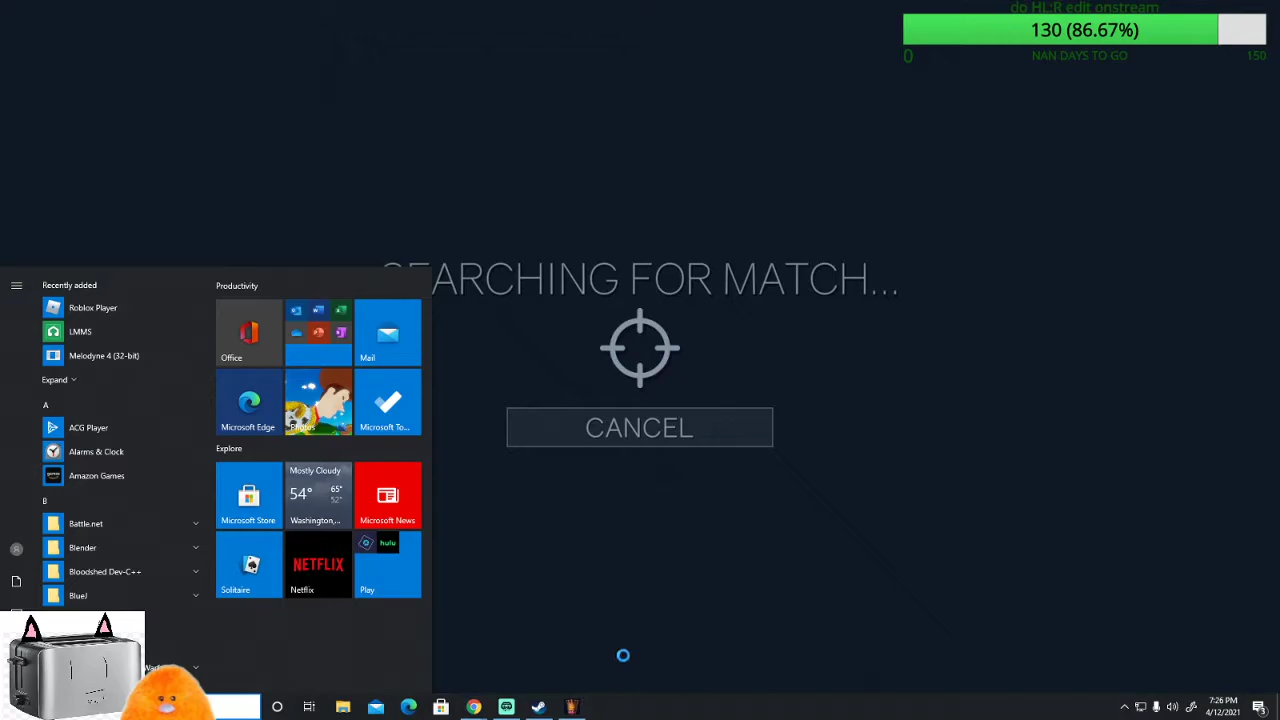 do HL:R edit onstream
130 (86.67%)
0
NAN DAYS TO GO
150
SEARCHING FOR MATCH...
CANCEL
Recently added
Roblox Player
LMMS
Melodyne 4 (32-bit)
Expand
A
ACG Player
Alarms & Clock
Amazon Games
B
Battle.net
Blender
Bloodshed Dev-C++
BlueJ
Productivity
Office
Mail
Microsoft Edge
Photos
Microsoft To...
Explore
Microsoft Store
Mostly Cloudy
54°
65°
52°
Washington,...
Microsoft News
Solitaire
NETFLIX
Netflix
hulu
Play
7:26 PM
4/12/2021